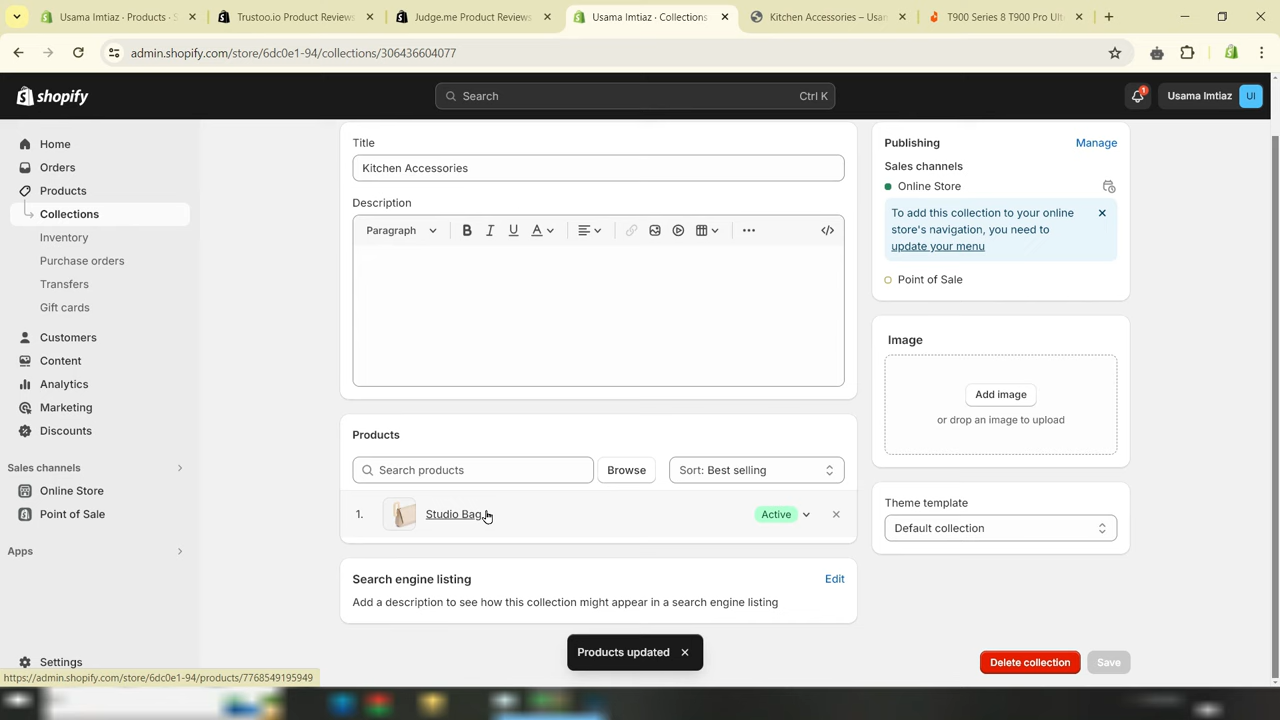 Usama Imtiaz · Products · S
Trustoo.io Product Reviews
Judge.me Product Reviews
Usama Imtiaz · Collections
Kitchen Accessories – Usam
T900 Series 8 T900 Pro Ult
admin.shopify.com/store/6dc0e1-94/collections/306436604077
shopify
Search
Ctrl K
1
Usama Imtiaz
UI
Home
Orders
Products
Collections
Inventory
Purchase orders
Transfers
Gift cards
Customers
Content
Analytics
Marketing
Discounts
Sales channels
Online Store
Point of Sale
Apps
Settings
Title
Kitchen Accessories
Description
Paragraph
B I U A
Products
Search products
Browse
Sort: Best selling
1.
Studio Bag
Active
Search engine listing
Edit
Add a description to see how this collection might appear in a search engine listing
Products updated
Publishing
Manage
Sales channels
Online Store
To add this collection to your online
store's navigation, you need to
update your menu
Point of Sale
Image
Add image
or drop an image to upload
Theme template
Default collection
Delete collection
Save
https://admin.shopify.com/store/6dc0e1-94/products/7768549195949